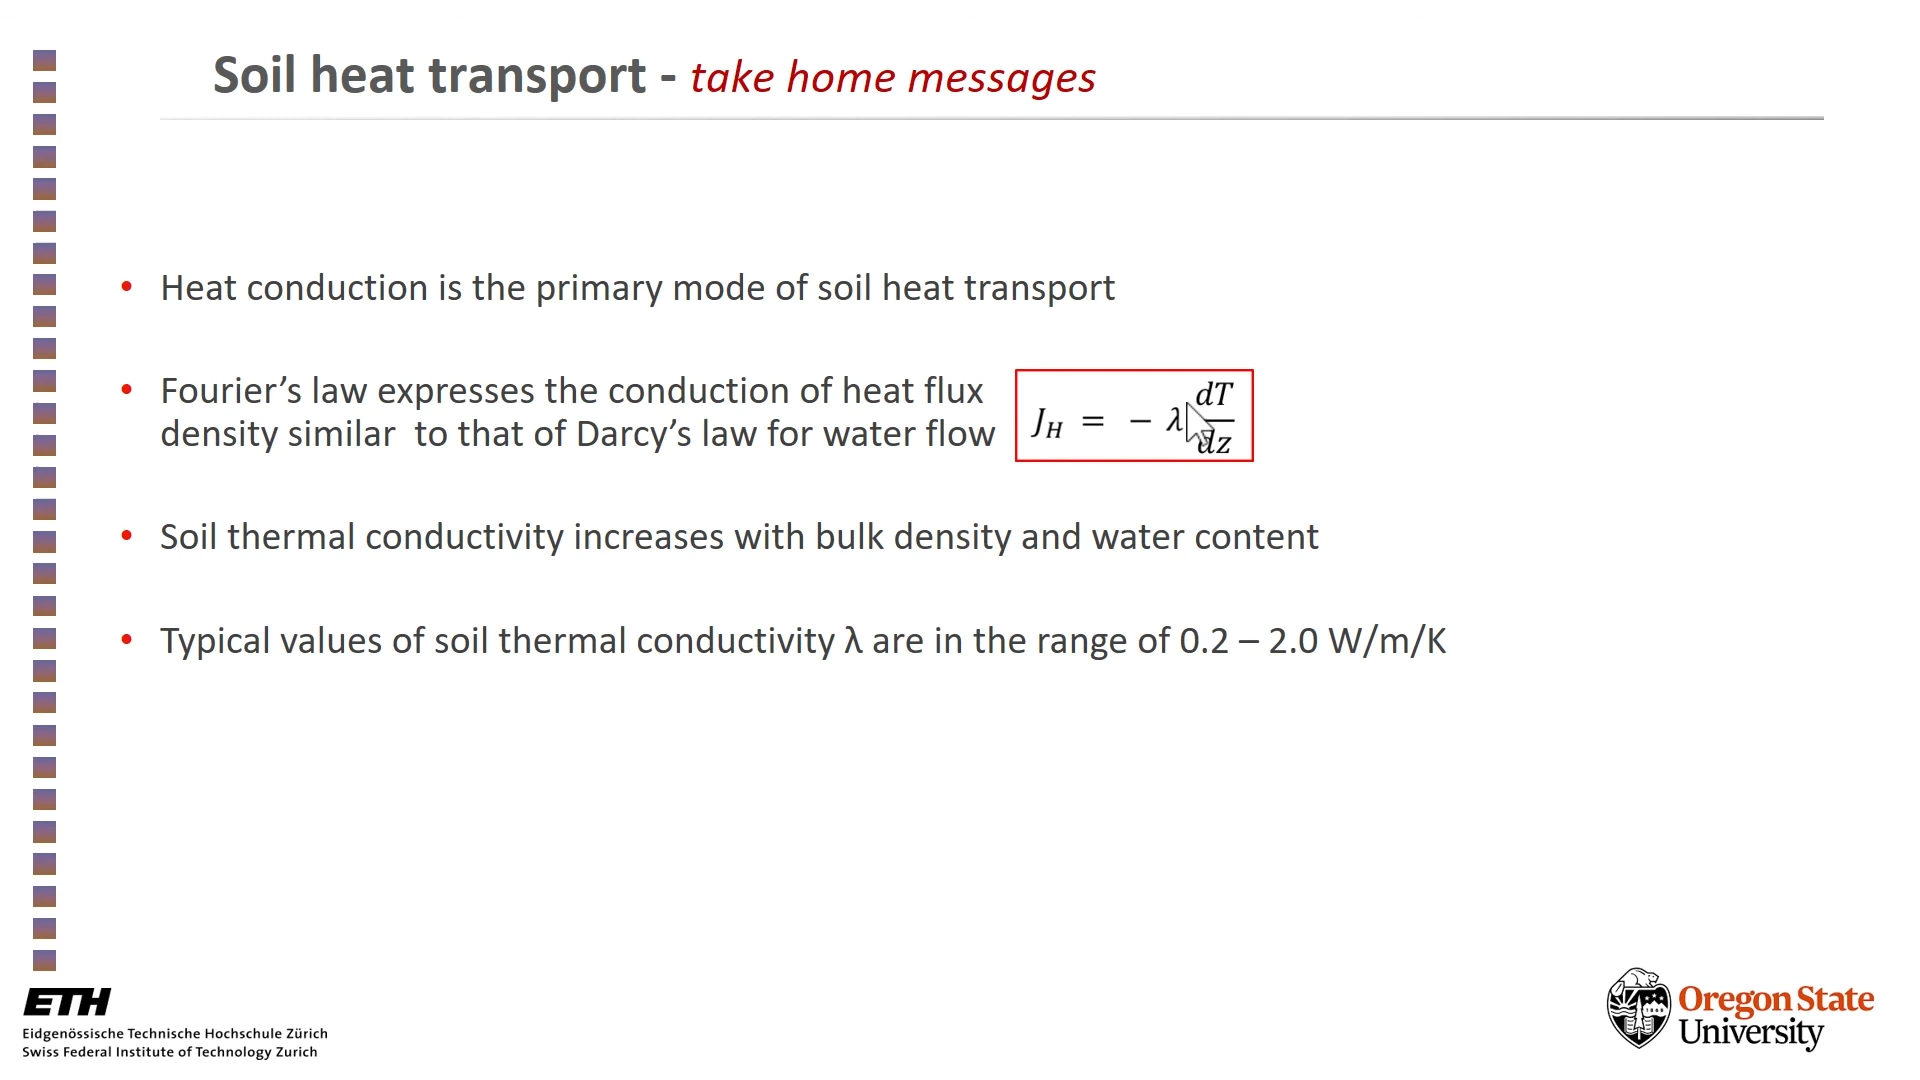 Soil heat transport - take home messages
• Heat conduction is the primary mode of soil heat transport
• Fourier’s law expresses the conduction of heat flux
density similar to that of Darcy’s law for water flow
J_H = − λ dT/dz
• Soil thermal conductivity increases with bulk density and water content
• Typical values of soil thermal conductivity λ are in the range of 0.2 – 2.0 W/m/K
ETH
Eidgenössische Technische Hochschule Zürich
Swiss Federal Institute of Technology Zurich
1868
Oregon State
University